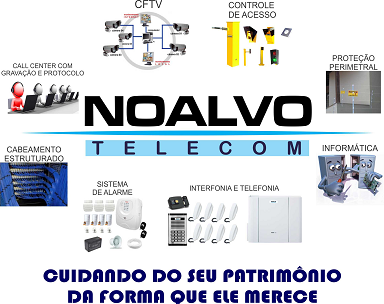 CFTV
CONTROLE
DE ACESSO
CALL CENTER COM
GRAVAÇÃO E PROTOCOLO
PROTEÇÃO
PERIMETRAL
NOALVO
TELECOM
CABEAMENTO
ESTRUTURADO
INFORMÁTICA
SISTEMA
DE ALARME
INTERFONIA E TELEFONIA
CUIDANDO DO SEU PATRIMÔNIO
DA FORMA QUE ELE MERECE